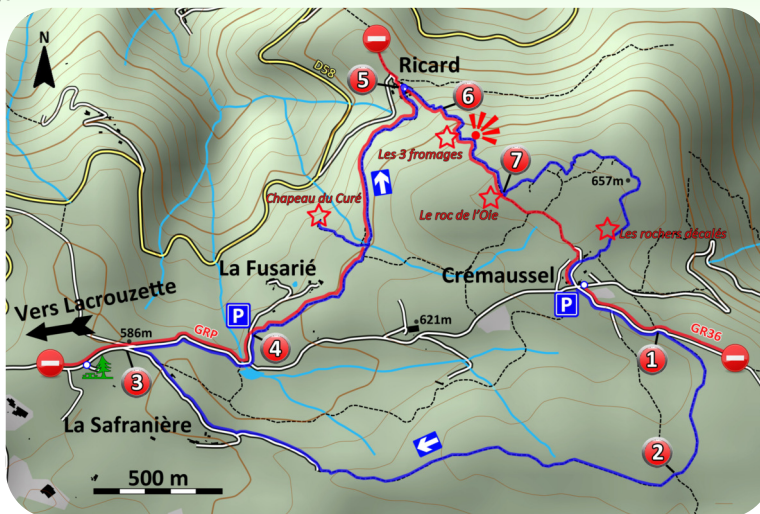 N
Ricard
D58
5
6
Les 3 fromages
7
657m
Chapeau du Curé
Le roc de l'Oie
Les rochers décolés
La Fusarié
Crémaussel
Vers Lacrouzette
P
P
586m
GRP
621m
GR36
4
1
3
La Safranière
2
500 m